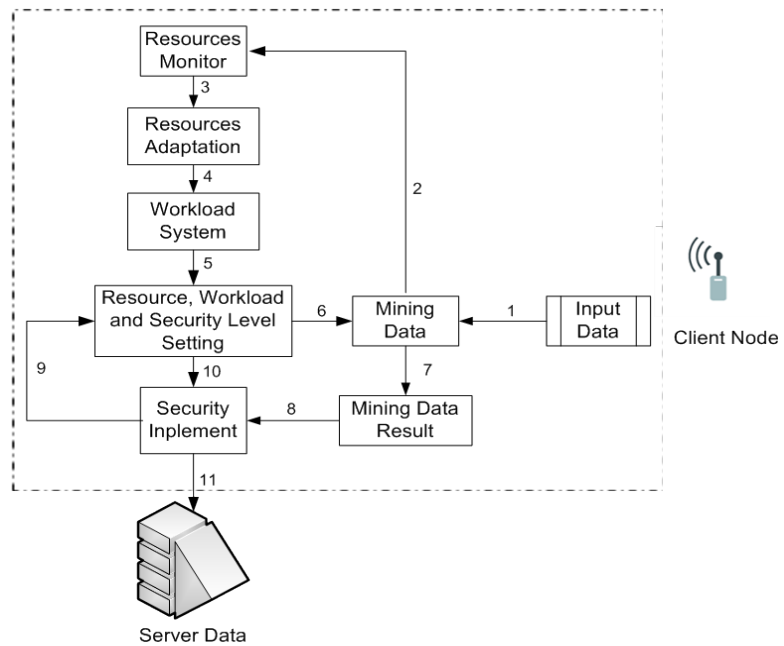 Resources
Monitor
3
Resources
Adaptation
4
2
Workload
System
5
Resource, Workload
and Security Level
Setting
6
Mining
Data
1
Input
Data
Client Node
9
10
7
Security
Inplement
8
Mining Data
Result
11
Server Data